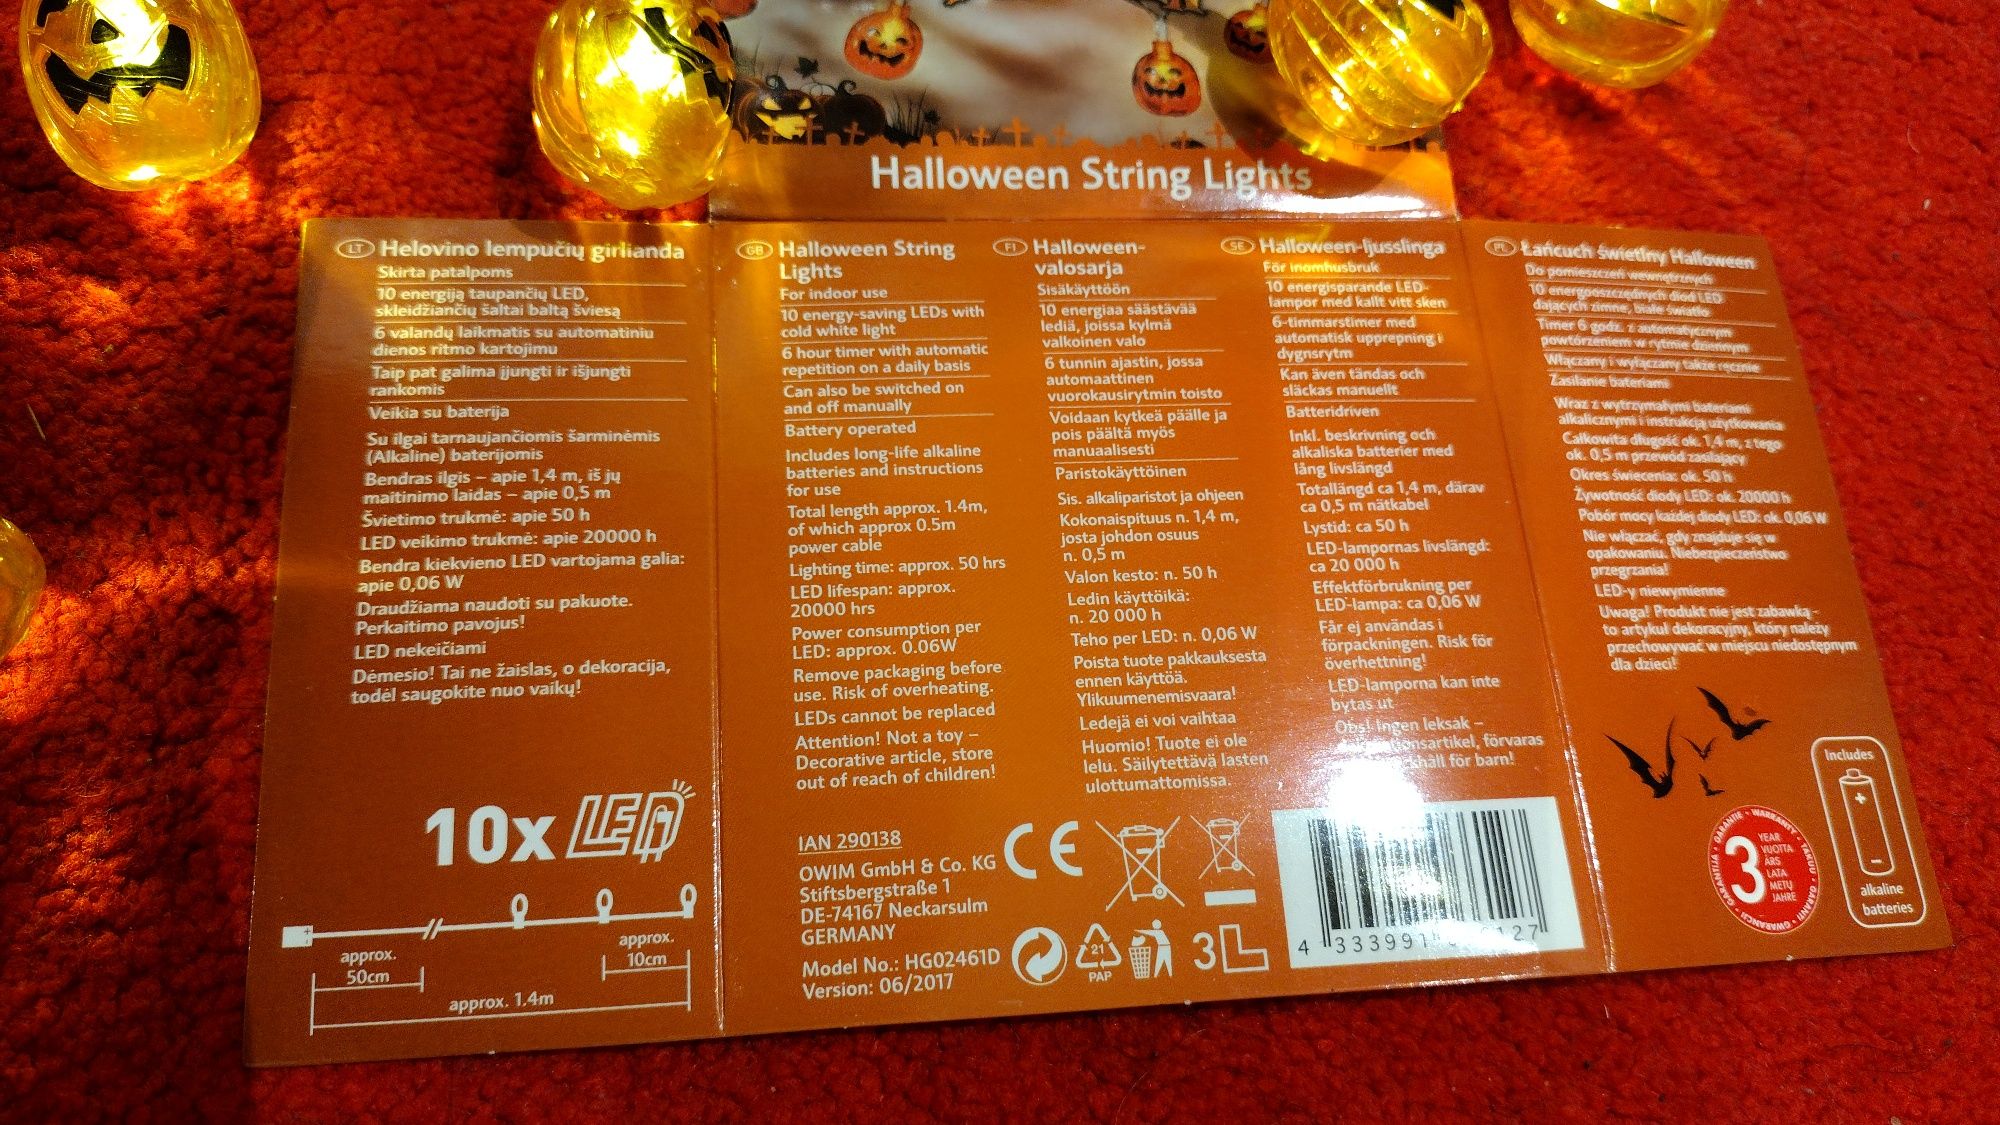 Halloween String Lights
LT Helovino lempučių girlianda
Skirta patalpoms
10 energiją taupančių LED,
skleidžiančių šaltai baltą šviesą
6 valandų laikmatis su automatiniu
dienos ritmo kartojimu
Taip pat galima įjungti ir išjungti
rankomis
Veikia su baterija
Su ilgai tarnaujančiomis šarminėmis
(Alkaline) baterijomis
Bendras ilgis – apie 1,4 m, iš jų
maitinimo laidas – apie 0,5 m
Švietimo trukmė: apie 50 h
LED veikimo trukmė: apie 20000 h
Bendra kiekvieno LED vartojama galia:
apie 0,06 W
Draudžiama naudoti su pakuote.
Perkaitimo pavojus!
LED nekeičiami
Dėmesio! Tai ne žaislas, o dekoracija,
todėl saugokite nuo vaikų!
10x LED
approx.
50cm
approx.
10cm
approx. 1.4m
GB Halloween String
Lights
For indoor use
10 energy-saving LEDs with
cold white light
6 hour timer with automatic
repetition on a daily basis
Can also be switched on
and off manually
Battery operated
Includes long-life alkaline
batteries and instructions
for use
Total length approx. 1.4m,
of which approx 0.5m
power cable
Lighting time: approx. 50 hrs
LED lifespan: approx.
20000 hrs
Power consumption per
LED: approx. 0.06W
Remove packaging before
use. Risk of overheating.
LEDs cannot be replaced
Attention! Not a toy –
Decorative article, store
out of reach of children!
FI Halloween-
valosarja
Sisäkäyttöön
10 energiaa säästävää
lediä, joissa kylmä
valkoinen valo
6 tunnin ajastin, jossa
automaattinen
vuorokausirytmin toisto
Voidaan kytkeä päälle ja
pois päältä myös
manuaalisesti
Paristokäyttöinen
Sis. alkaliparistot ja ohjeen
Kokonaispituus n. 1,4 m,
josta johdon osuus
n. 0,5 m
Valon kesto: n. 50 h
Ledin käyttöikä:
n. 20 000 h
Teho per LED: n. 0,06 W
Poista tuote pakkauksesta
ennen käyttöä.
Ylikuumenemisvaara!
Ledejä ei voi vaihtaa
Huomio! Tuote ei ole
lelu. Säilytettävä lasten
ulottumattomissa.
SE Halloween-ljusslinga
För inomhusbruk
10 energisparande LED-
lampor med kallt vitt sken
6-timmarstimer med
automatisk upprepning i
dygnsrytm
Kan även tändas och
släckas manuellt
Batteridriven
Inkl. beskrivning och
alkaliska batterier med
lång livslängd
Totallängd ca 1,4 m, därav
ca 0,5 m nätkabel
Lystid: ca 50 h
LED-lampornas livslängd:
ca 20 000 h
Effektförbrukning per
LED-lampa: ca 0,06 W
Får ej användas i
förpackningen. Risk för
överhettning!
LED-lamporna kan inte
bytas ut
Obs! Ingen leksak –
förvaras
för barn!
PL Łańcuch świetlny Halloween
Do pomieszczeń wewnętrznych
10 energooszczędnych diod LED
dających zimne, białe światło
Timer 6 godz. z automatycznym
powtórzeniem w rytmie dziennym
Włączany i wyłączany także ręcznie
Zasilanie bateriami
Wraz z wytrzymałymi bateriami
alkalicznymi i instrukcją użytkowania
Całkowita długość ok. 1,4 m, z tego
ok. 0,5 m przewód zasilający
Okres świecenia: ok. 50 h
Żywotność diody LED: ok. 20000 h
Pobór mocy każdej diody LED: ok. 0,06 W
Nie włączać, gdy znajduje się w
opakowaniu. Niebezpieczeństwo
przegrzania!
LED-y niewymienne
Uwaga! Produkt nie jest zabawką –
to artykuł dekoracyjny, który należy
przechowywać w miejscu niedostępnym
dla dzieci!
IAN 290138
OWIM GmbH & Co. KG
Stiftsbergstraße 1
DE-74167 Neckarsulm
GERMANY
Model No.: HG02461D
Version: 06/2017
CE
21
PAP
3L
GARANTIE • WARRANTY • TAKUU • GARANTI • GWARANCJI • GARANTIJA
3
YEAR
VUOTTA
ÅRS
LATA
METŲ
JAHRE
Includes
alkaline
batteries